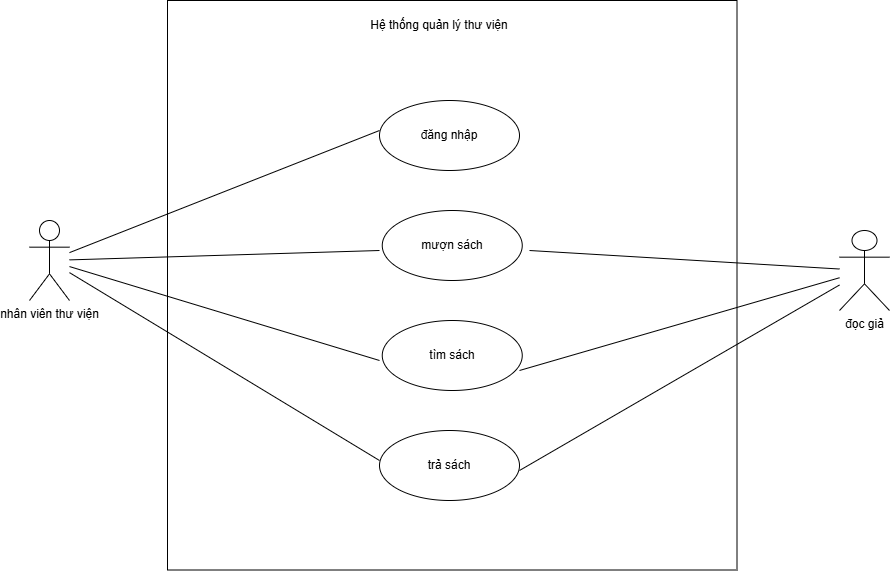 Hệ thống quản lý thư viện
đăng nhập
mượn sách
nhân viên thư viện
đọc giả
tìm sách
trả sách